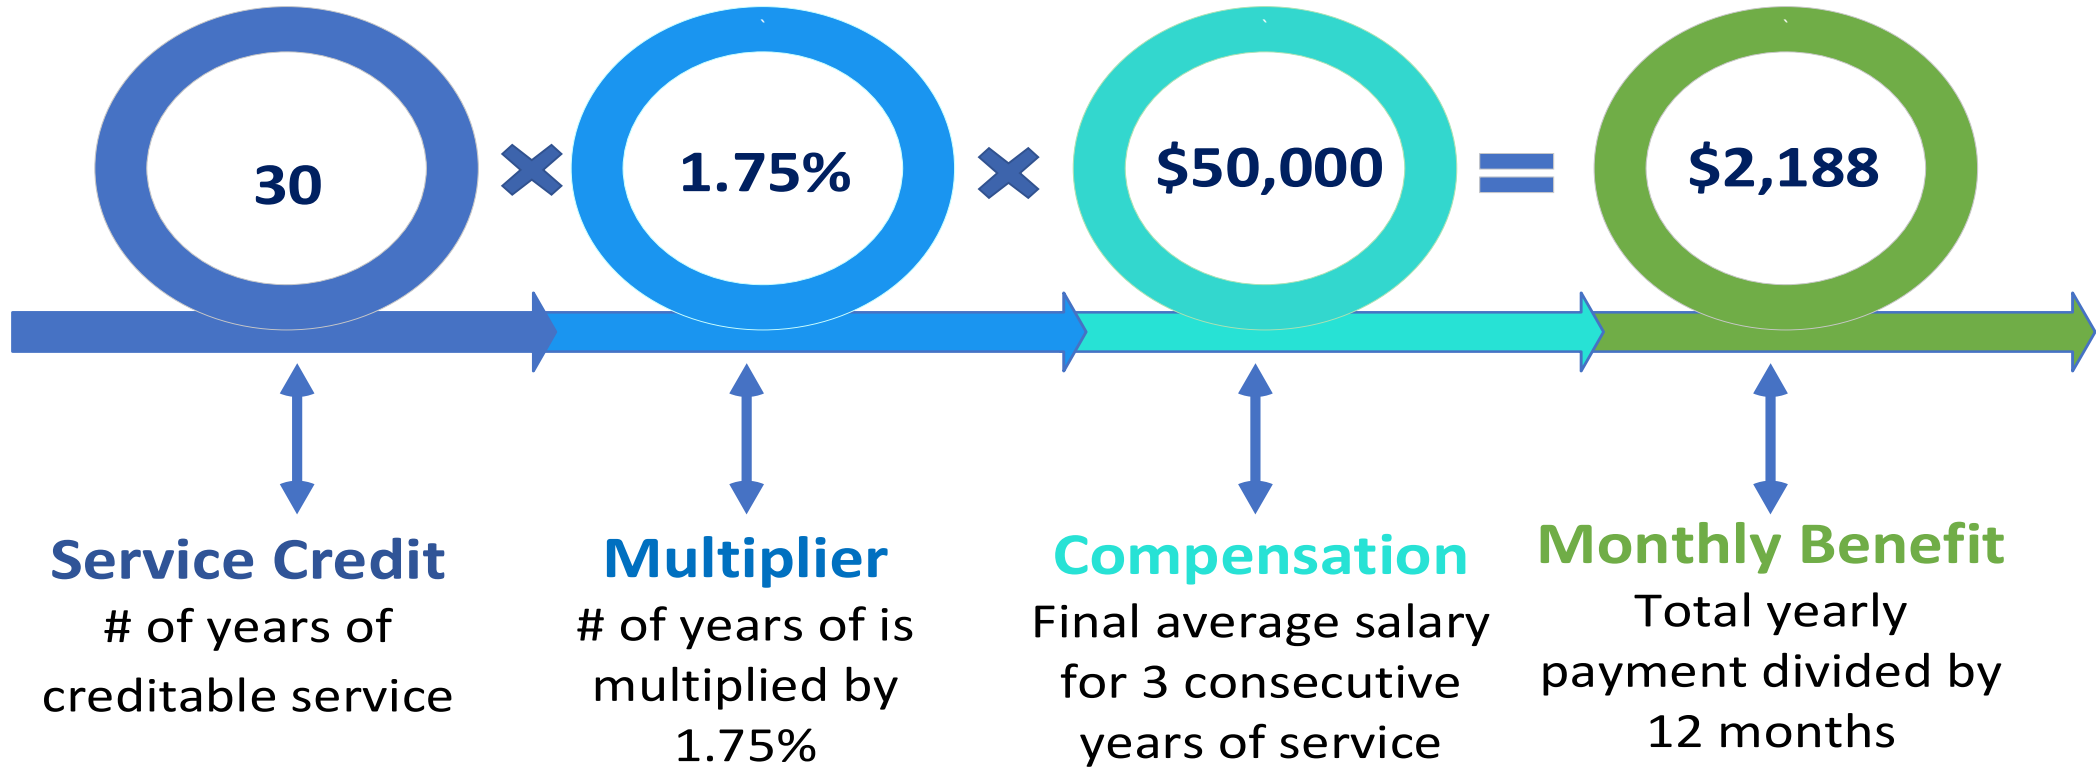 30
1.75%
$50,000
$2,188
Service Credit
# of years of
creditable service
Multiplier
# of years of is
multiplied by
1.75%
Compensation
Final average salary
for 3 consecutive
years of service
Monthly Benefit
Total yearly
payment divided by
12 months